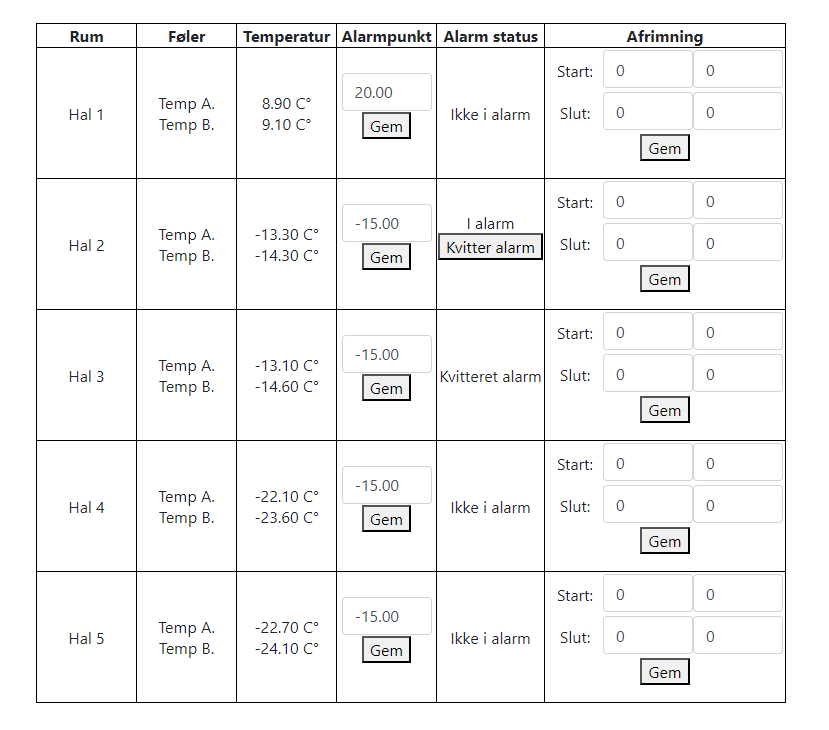 Rum Føler Temperatur Alarmpunkt Alarm status Afrimning
Hal 1
Temp A.
Temp B.
8.90 C°
9.10 C°
20.00
Gem
Ikke i alarm
Start: 0 0
Slut: 0 0
Gem
Hal 2
Temp A.
Temp B.
-13.30 C°
-14.30 C°
-15.00
Gem
I alarm
Kvitter alarm
Start: 0 0
Slut: 0 0
Gem
Hal 3
Temp A.
Temp B.
-13.10 C°
-14.60 C°
-15.00
Gem
Kvitteret alarm
Start: 0 0
Slut: 0 0
Gem
Hal 4
Temp A.
Temp B.
-22.10 C°
-23.60 C°
-15.00
Gem
Ikke i alarm
Start: 0 0
Slut: 0 0
Gem
Hal 5
Temp A.
Temp B.
-22.70 C°
-24.10 C°
-15.00
Gem
Ikke i alarm
Start: 0 0
Slut: 0 0
Gem